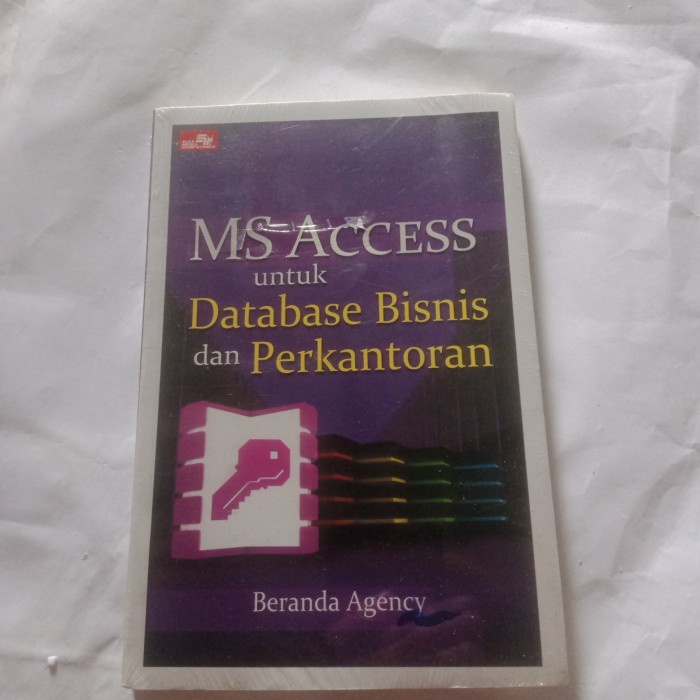 MS ACCESS
untuk
Database Bisnis
dan Perkantoran
Beranda Agency